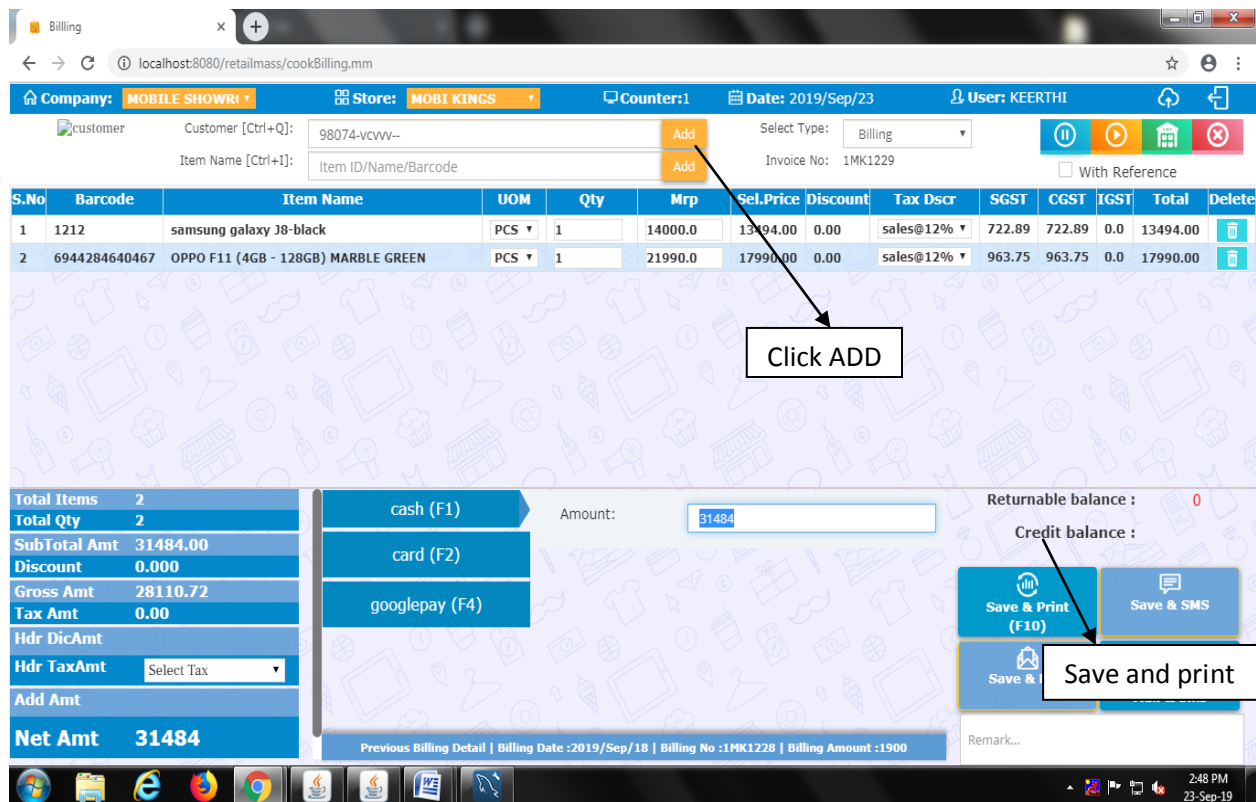 Billing
localhost:8080/retailmass/cookBilling.mm
Company: MOBILE SHOWR Store: MOBI KINGS Counter:1 Date: 2019/Sep/23 User: KEERTHI
customer Customer [Ctrl+Q]: 98074-vcvvv-- Add Select Type: Billing
Item Name [Ctrl+I]: Item ID/Name/Barcode Add Invoice No: 1MK1229 With Reference
S.No Barcode Item Name UOM Qty Mrp Sel.Price Discount Tax Dscr SGST CGST IGST Total Delete
1 1212 samsung galaxy J8-black PCS 1 14000.0 13494.00 0.00 sales@12% 722.89 722.89 0.0 13494.00
2 6944284640467 OPPO F11 (4GB - 128GB) MARBLE GREEN PCS 1 21990.0 17990.00 0.00 sales@12% 963.75 963.75 0.0 17990.00
Click ADD
Total Items 2
Total Qty 2
SubTotal Amt 31484.00
Discount 0.000
Gross Amt 28110.72
Tax Amt 0.00
Hdr DicAmt
Hdr TaxAmt Select Tax
Add Amt
Net Amt 31484
cash (F1)
card (F2)
googlepay (F4)
Amount: 31484
Returnable balance : 0
Credit balance :
Save & Print
(F10)
Save & SMS
Save &
Save and print
Remark...
Previous Billing Detail | Billing Date :2019/Sep/18 | Billing No :1MK1228 | Billing Amount :1900
2:48 PM
23-Sep-19